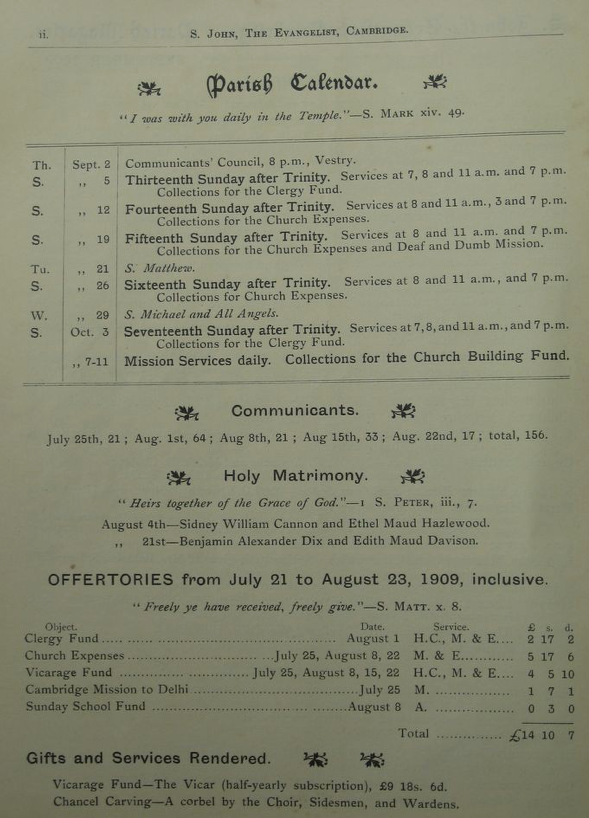 ii. S. John, The Evangelist, Cambridge.
Parish Calendar.
"I was with you daily in the Temple."—S. Mark xiv. 49.
Th. Sept. 2 Communicants' Council, 8 p.m., Vestry.
S. ,, 5 Thirteenth Sunday after Trinity. Services at 7, 8 and 11 a.m. and 7 p.m.
Collections for the Clergy Fund.
S. ,, 12 Fourteenth Sunday after Trinity. Services at 8 and 11 a.m., 3 and 7 p.m.
Collections for the Church Expenses.
S. ,, 19 Fifteenth Sunday after Trinity. Services at 8 and 11 a.m. and 7 p.m.
Collections for the Church Expenses and Deaf and Dumb Mission.
Tu. ,, 21 S. Matthew.
S. ,, 26 Sixteenth Sunday after Trinity. Services at 8 and 11 a.m., and 7 p.m.
Collections for Church Expenses.
W. ,, 29 S. Michael and All Angels.
S. Oct. 3 Seventeenth Sunday after Trinity. Services at 7, 8, and 11 a.m., and 7 p.m.
Collections for the Clergy Fund.
,, 7-11 Mission Services daily. Collections for the Church Building Fund.
Communicants.
July 25th, 21; Aug. 1st, 64; Aug 8th, 21; Aug 15th, 33; Aug. 22nd, 17; total, 156.
Holy Matrimony.
"Heirs together of the Grace of God."—1 S. Peter, iii., 7.
August 4th—Sidney William Cannon and Ethel Maud Hazlewood.
,, 21st—Benjamin Alexander Dix and Edith Maud Davison.
OFFERTORIES from July 21 to August 23, 1909, inclusive.
"Freely ye have received, freely give."—S. Matt. x. 8.
Object. Date. Service. £ s. d.
Clergy Fund ..... August 1 H.C., M. & E.... 2 17 2
Church Expenses ..... July 25, August 8, 22 M. & E........... 5 17 6
Vicarage Fund ..... July 25, August 8, 15, 22 H.C., M. & E.... 4 5 10
Cambridge Mission to Delhi ..... July 25 M. ............... 1 7 1
Sunday School Fund ..... August 8 A. ............... 0 3 0
Total ............... £14 10 7
Gifts and Services Rendered.
Vicarage Fund—The Vicar (half-yearly subscription), £9 18s. 6d.
Chancel Carving—A corbel by the Choir, Sidesmen, and Wardens.